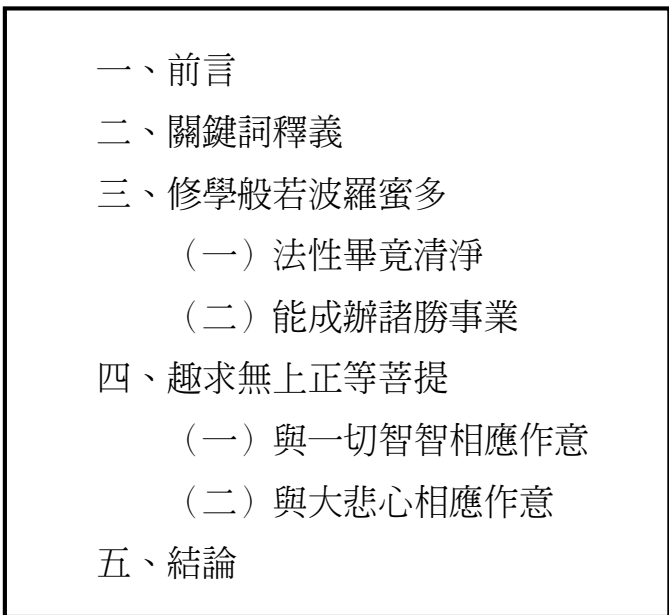 一、前言
二、關鍵詞釋義
三、修學般若波羅蜜多
（一）法性畢竟清淨
（二）能成辦諸勝事業
四、趣求無上正等菩提
（一）與一切智智相應作意
（二）與大悲心相應作意
五、結論